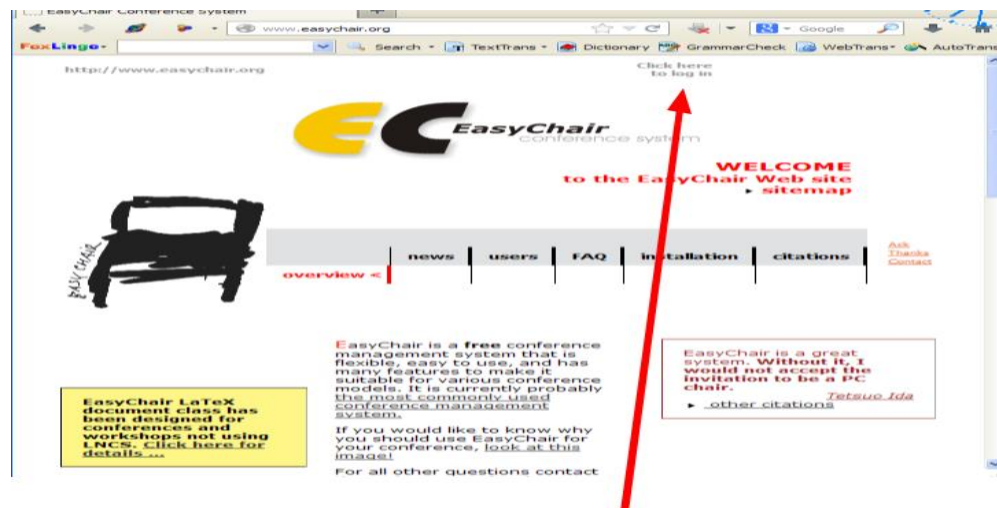 EasyChair Conference System
www.easychair.org
Google
FoxLingo
Search
TextTrans
Dictionary
GrammarCheck
WebTrans
AutoTrans
http://www.easychair.org
Click here
to log in
EC EasyChair
conference system
WELCOME
to the EasyChair Web site
sitemap
EASY CHAIR
news
users
FAQ
installation
citations
overview <
Ask
Thanks
Contact
EasyChair is a free conference
management system that is
flexible, easy to use, and has
many features to make it
suitable for various conference
models. It is currently probably
the most commonly used
conference management
system.
If you would like to know why
you should use EasyChair for
your conference, look at this
image!
For all other questions contact
EasyChair LaTeX
document class has
been designed for
conferences and
workshops not using
LNCS. Click here for
details ...
EasyChair is a great
system. Without it, I
would not accept the
invitation to be a PC
chair.
Tetsuo Ida
other citations